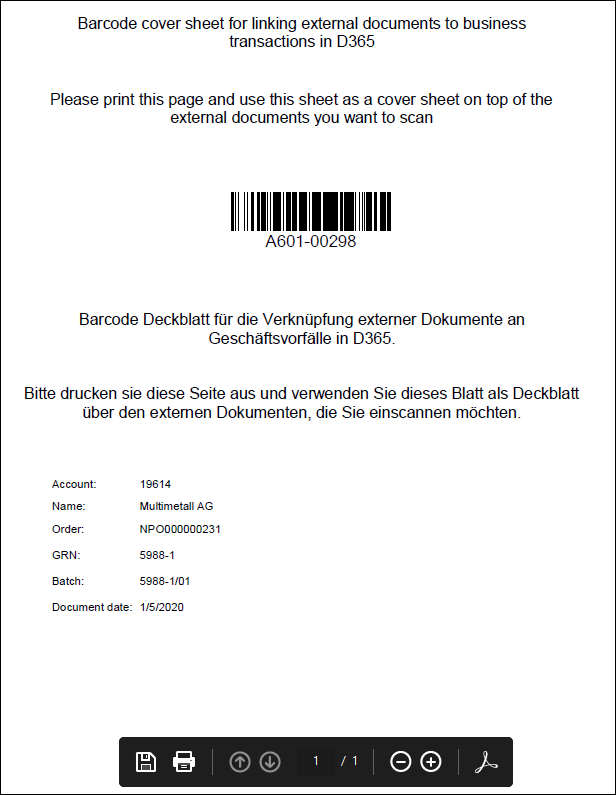 Barcode cover sheet for linking external documents to business
transactions in D365
Please print this page and use this sheet as a cover sheet on top of the
external documents you want to scan
A601-00298
Barcode Deckblatt für die Verknüpfung externer Dokumente an
Geschäftsvorfälle in D365.
Bitte drucken sie diese Seite aus und verwenden Sie dieses Blatt als Deckblatt
über den externen Dokumenten, die Sie einscannen möchten.
Account: 19614
Name: Multimetall AG
Order: NPO000000231
GRN: 5988-1
Batch: 5988-1/01
Document date: 1/5/2020
1 / 1